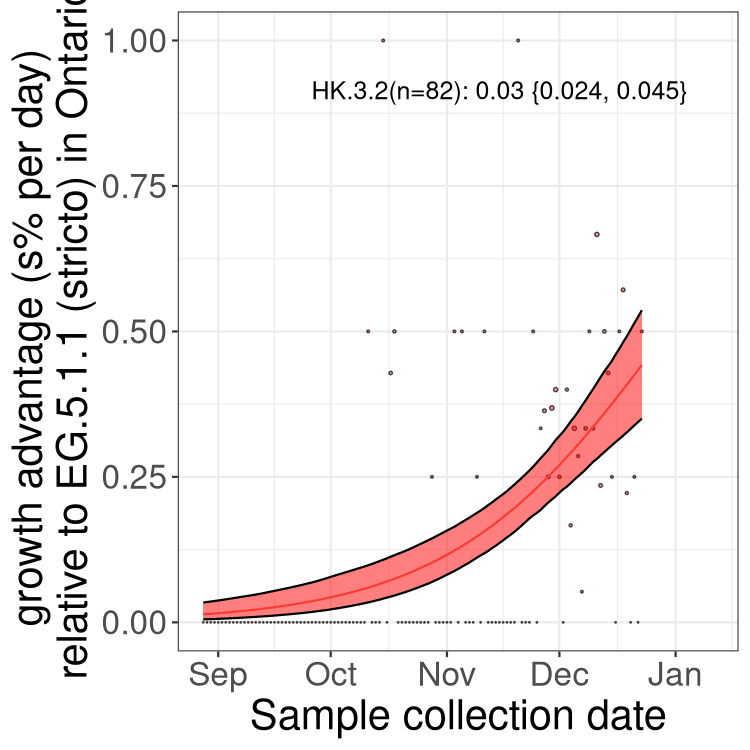 growth advantage (s% per day)
relative to EG.5.1.1 (stricto) in Ontario
1.00
0.75
0.50
0.25
0.00
HK.3.2(n=82): 0.03 {0.024, 0.045}
Sep Oct Nov Dec Jan
Sample collection date